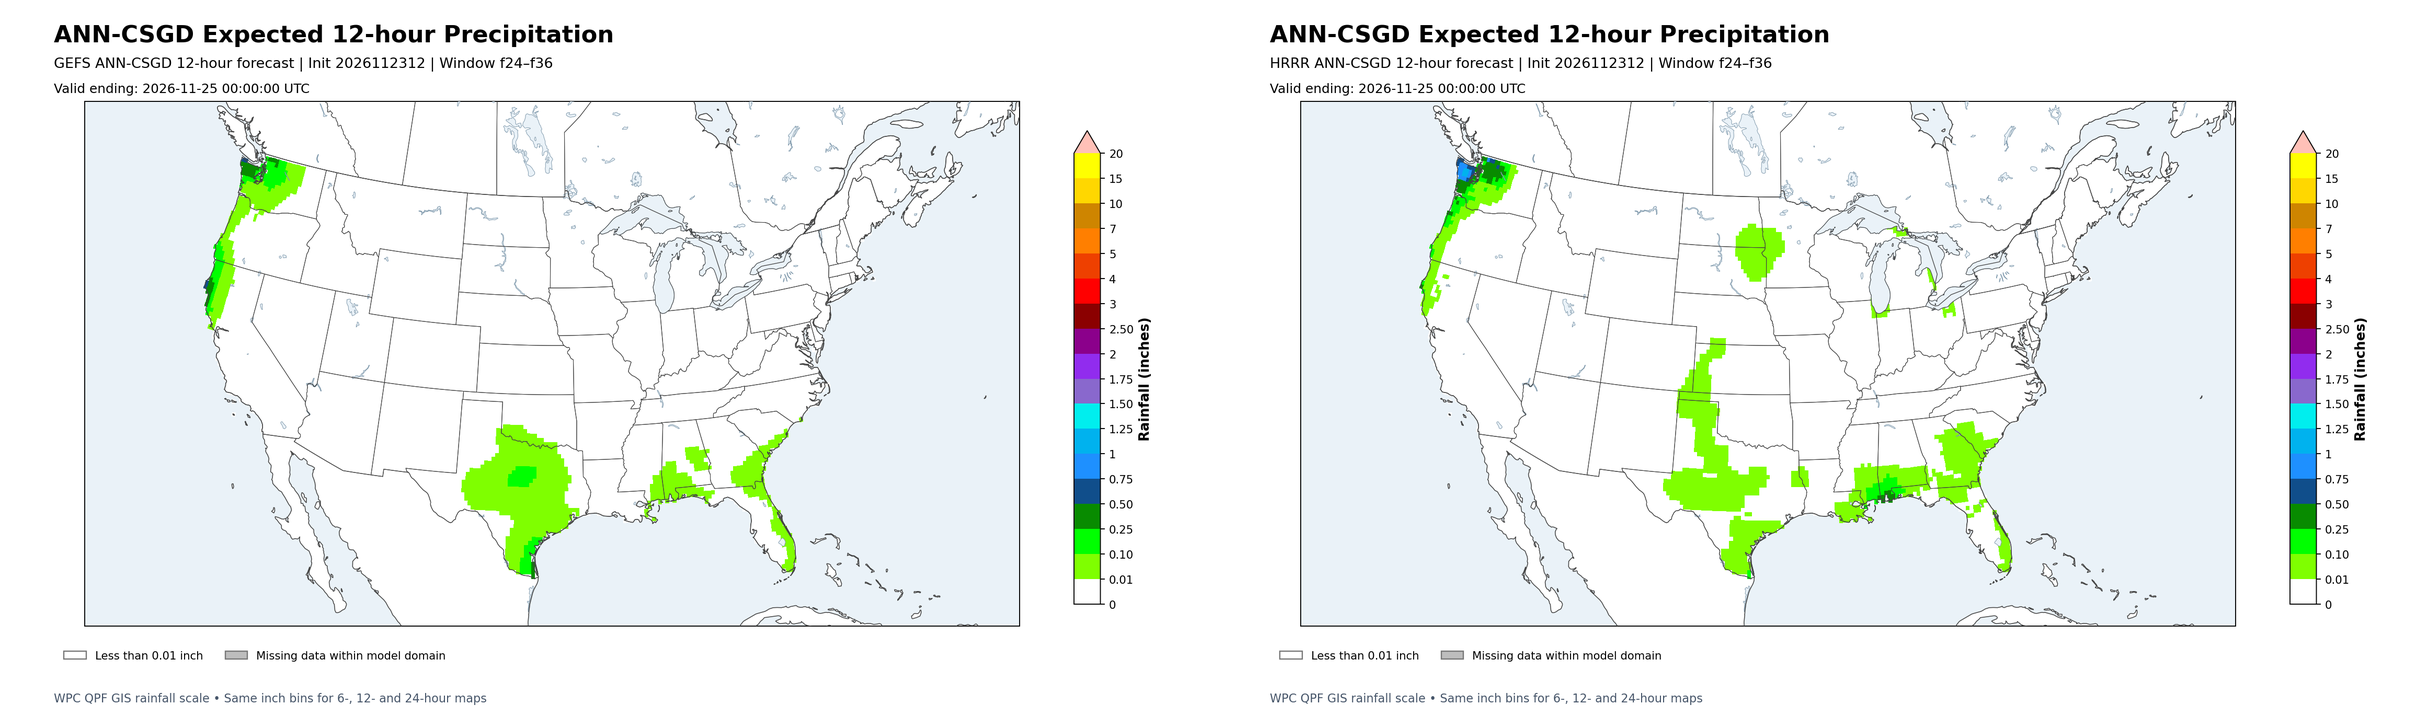 ANN-CSGD Expected 12-hour Precipitation
GEFS ANN-CSGD 12-hour forecast | Init 2026112312 | Window f24–f36
Valid ending: 2026-11-25 00:00:00 UTC
20
15
10
7
5
4
3
2.50
2
1.75
1.50
1.25
1
0.75
0.50
0.25
0.10
0.01
0
Rainfall (inches)
Less than 0.01 inch
Missing data within model domain
WPC QPF GIS rainfall scale • Same inch bins for 6-, 12- and 24-hour maps
ANN-CSGD Expected 12-hour Precipitation
HRRR ANN-CSGD 12-hour forecast | Init 2026112312 | Window f24–f36
Valid ending: 2026-11-25 00:00:00 UTC
20
15
10
7
5
4
3
2.50
2
1.75
1.50
1.25
1
0.75
0.50
0.25
0.10
0.01
0
Rainfall (inches)
Less than 0.01 inch
Missing data within model domain
WPC QPF GIS rainfall scale • Same inch bins for 6-, 12- and 24-hour maps